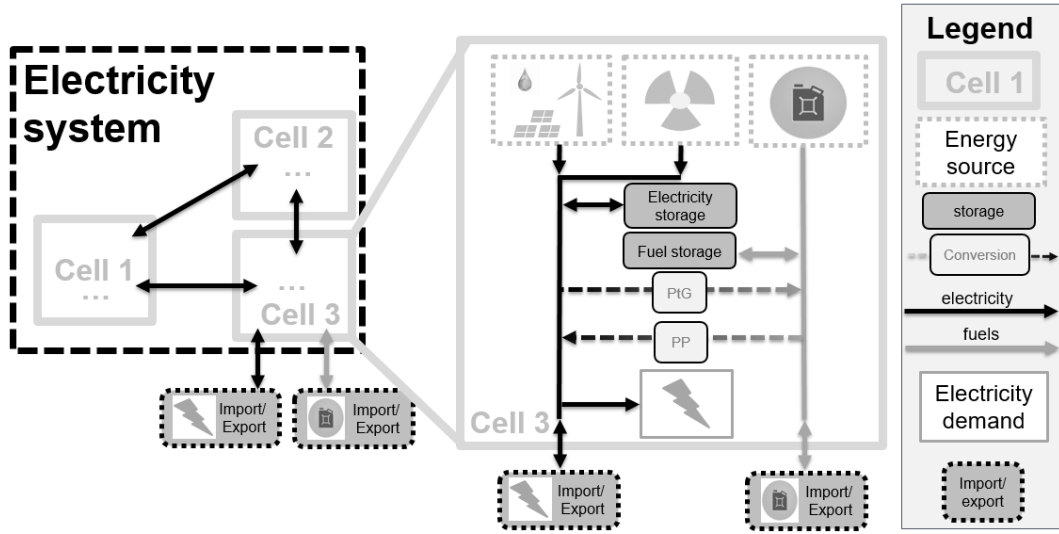 Electricity
system
Cell 2
...
Cell 1
...
...
Cell 3
Import/
Export
Import/
Export
Electricity
storage
Fuel storage
PtG
PP
Cell 3
Import/
Export
Import/
Export
Legend
Cell 1
Energy
source
storage
Conversion
electricity
fuels
Electricity
demand
Import/
export